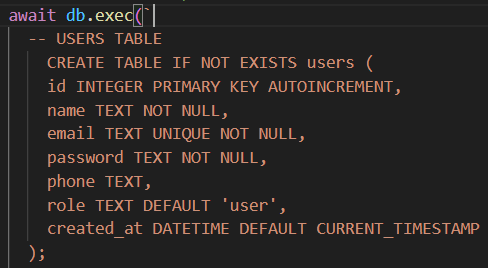 await db.exec(`
-- USERS TABLE
CREATE TABLE IF NOT EXISTS users (
id INTEGER PRIMARY KEY AUTOINCREMENT,
name TEXT NOT NULL,
email TEXT UNIQUE NOT NULL,
password TEXT NOT NULL,
phone TEXT,
role TEXT DEFAULT 'user',
created_at DATETIME DEFAULT CURRENT_TIMESTAMP
);